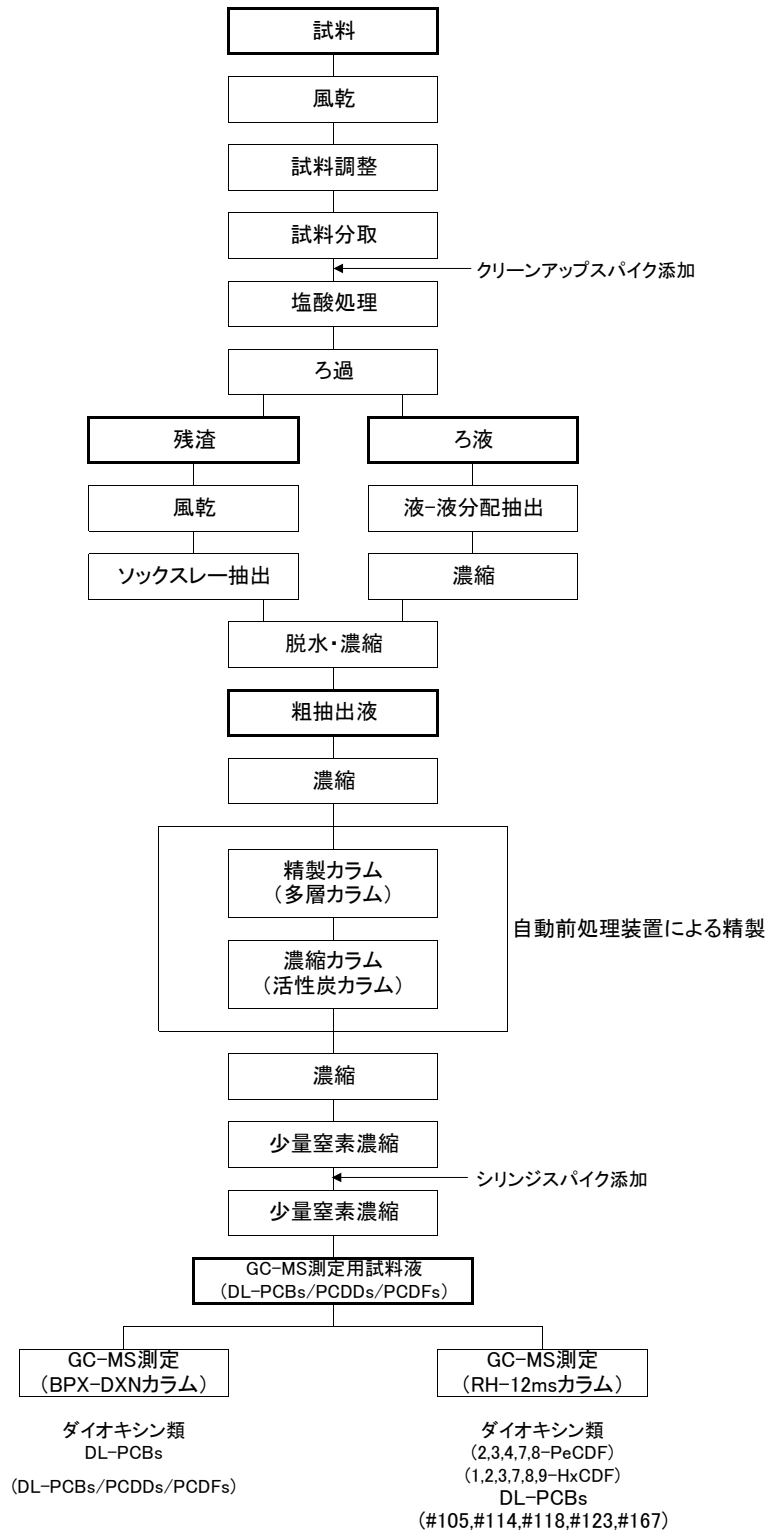 試料
風乾
試料調整
試料分取
クリーンアップスパイク添加
塩酸処理
ろ過
残渣
ろ液
風乾
液-液分配抽出
ソックスレー抽出
濃縮
脱水・濃縮
粗抽出液
濃縮
精製カラム
(多層カラム)
自動前処理装置による精製
濃縮カラム
(活性炭カラム)
濃縮
少量窒素濃縮
シリンジスパイク添加
少量窒素濃縮
GC-MS測定用試料液
(DL-PCBs/PCDDs/PCDFs)
GC-MS測定
(BPX-DXNカラム)
GC-MS測定
(RH-12msカラム)
ダイオキシン類
DL-PCBs
(DL-PCBs/PCDDs/PCDFs)
ダイオキシン類
(2,3,4,7,8-PeCDF)
(1,2,3,7,8,9-HxCDF)
DL-PCBs
(#105,#114,#118,#123,#167)